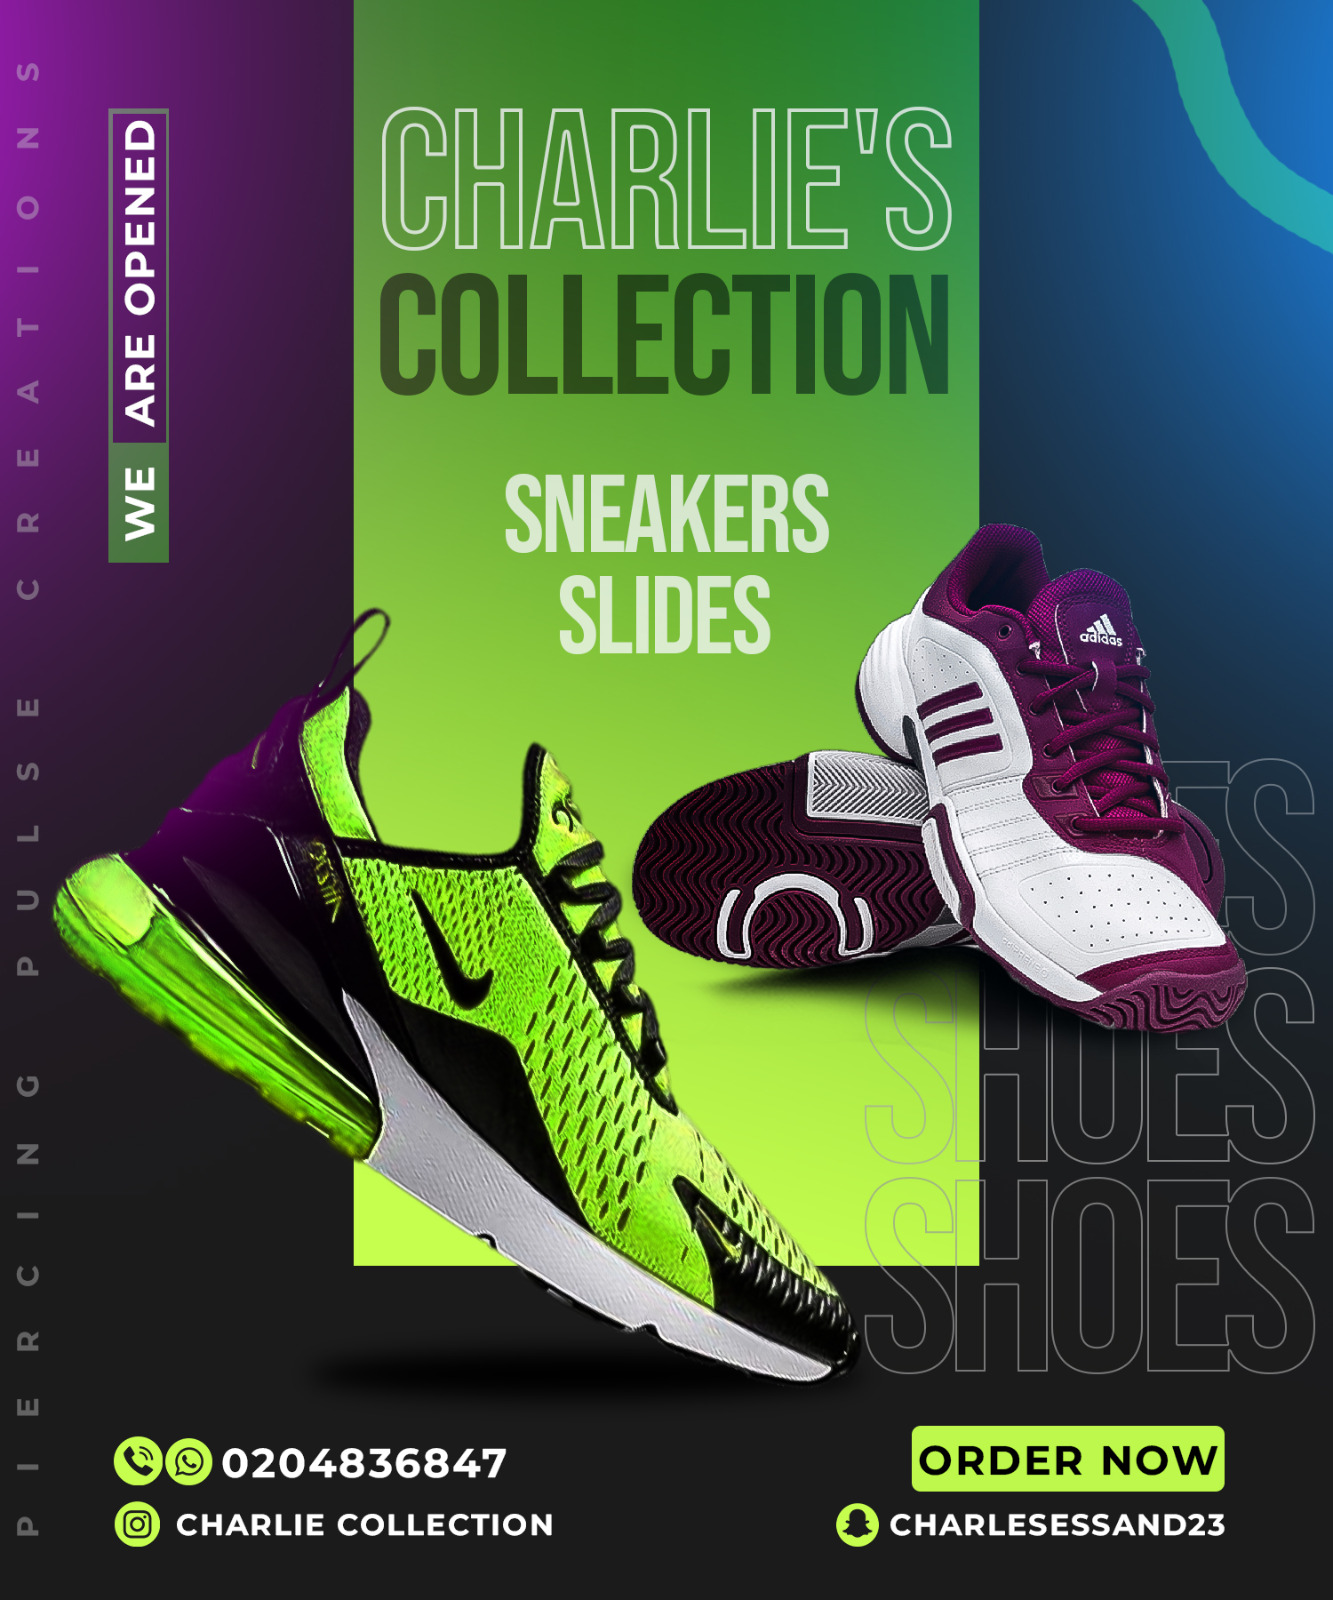 PIERCING PULSE CREATIONS
WE ARE OPENED
CHARLIE'S
COLLECTION
SNEAKERS
SLIDES
adidas
SHOES
SHOES
0204836847
ORDER NOW
CHARLIE COLLECTION
CHARLESESSAND23